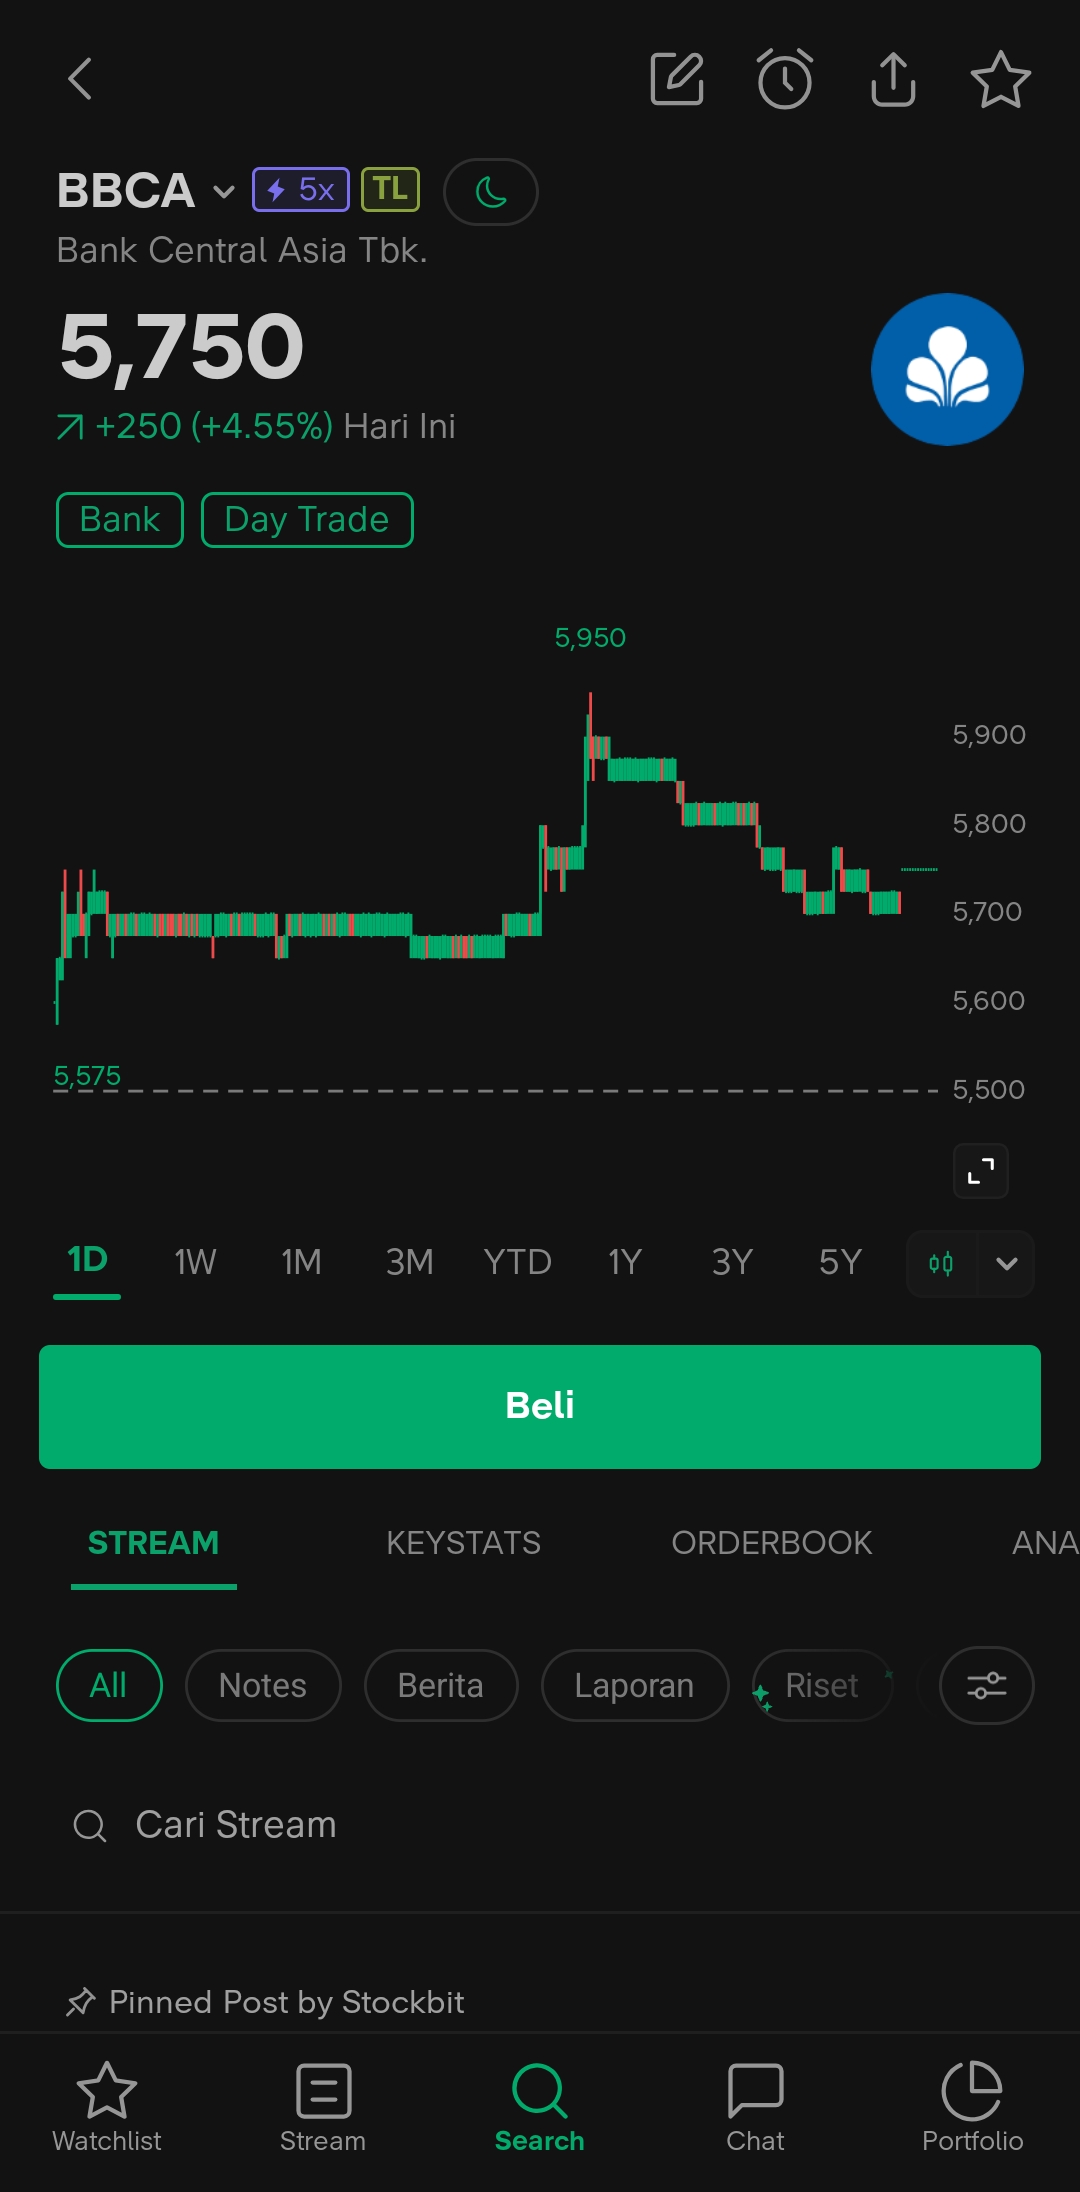 BBCA 5x TL
Bank Central Asia Tbk.
5,750
+250 (+4.55%) Hari Ini
Bank Day Trade
5,950
5,900
5,800
5,700
5,600
5,575
5,500
1D 1W 1M 3M YTD 1Y 3Y 5Y
Beli
STREAM KEYSTATS ORDERBOOK ANA
All Notes Berita Laporan Riset
Cari Stream
Pinned Post by Stockbit
Watchlist Stream Search Chat Portfolio